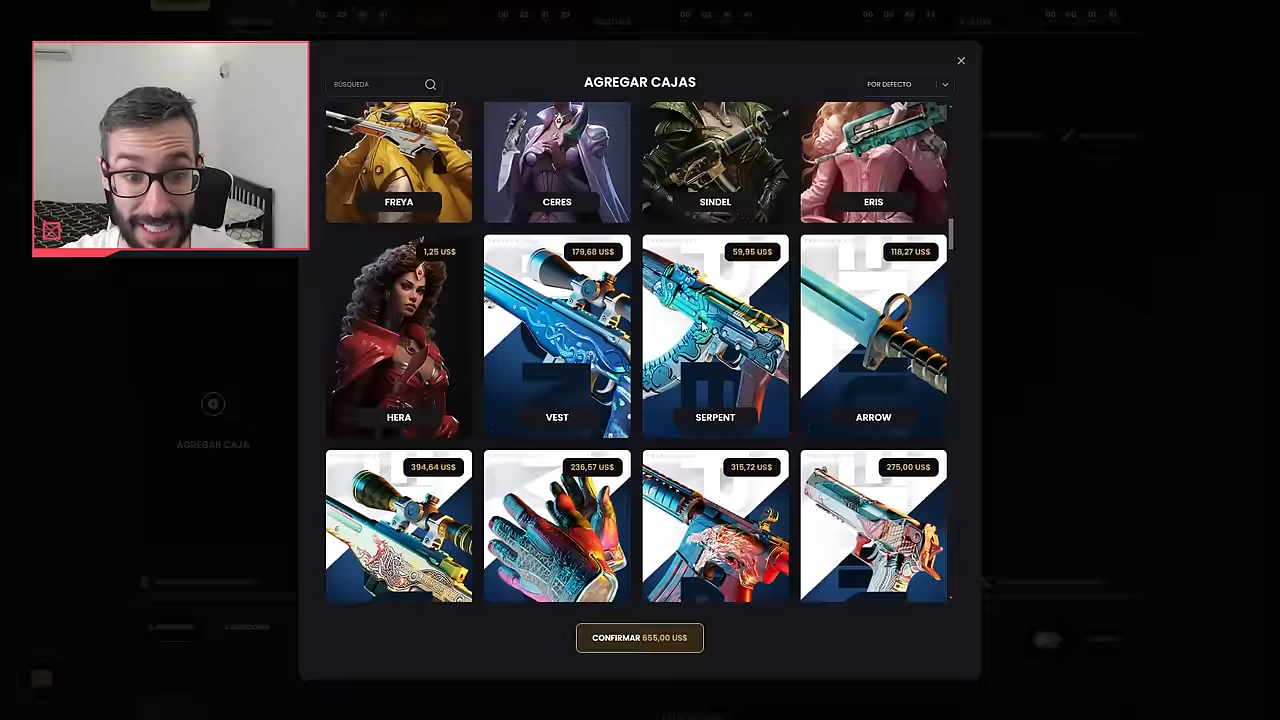 BÚSQUEDA
AGREGAR CAJAS
POR DEFECTO
FREYA
CERES
SINDEL
ERIS
1,25 US$
179,68 US$
59,95 US$
118,27 US$
HERA
VEST
SERPENT
ARROW
394,64 US$
236,57 US$
315,72 US$
275,00 US$
AGREGAR CAJA
CONFIRMAR 655,00 US$